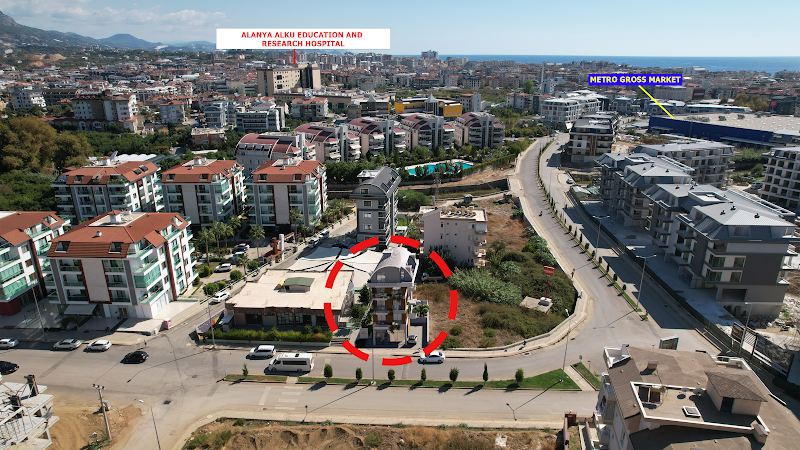 ALANYA ALKU EDUCATION AND
RESEARCH HOSPITAL
METRO GROSS MARKET